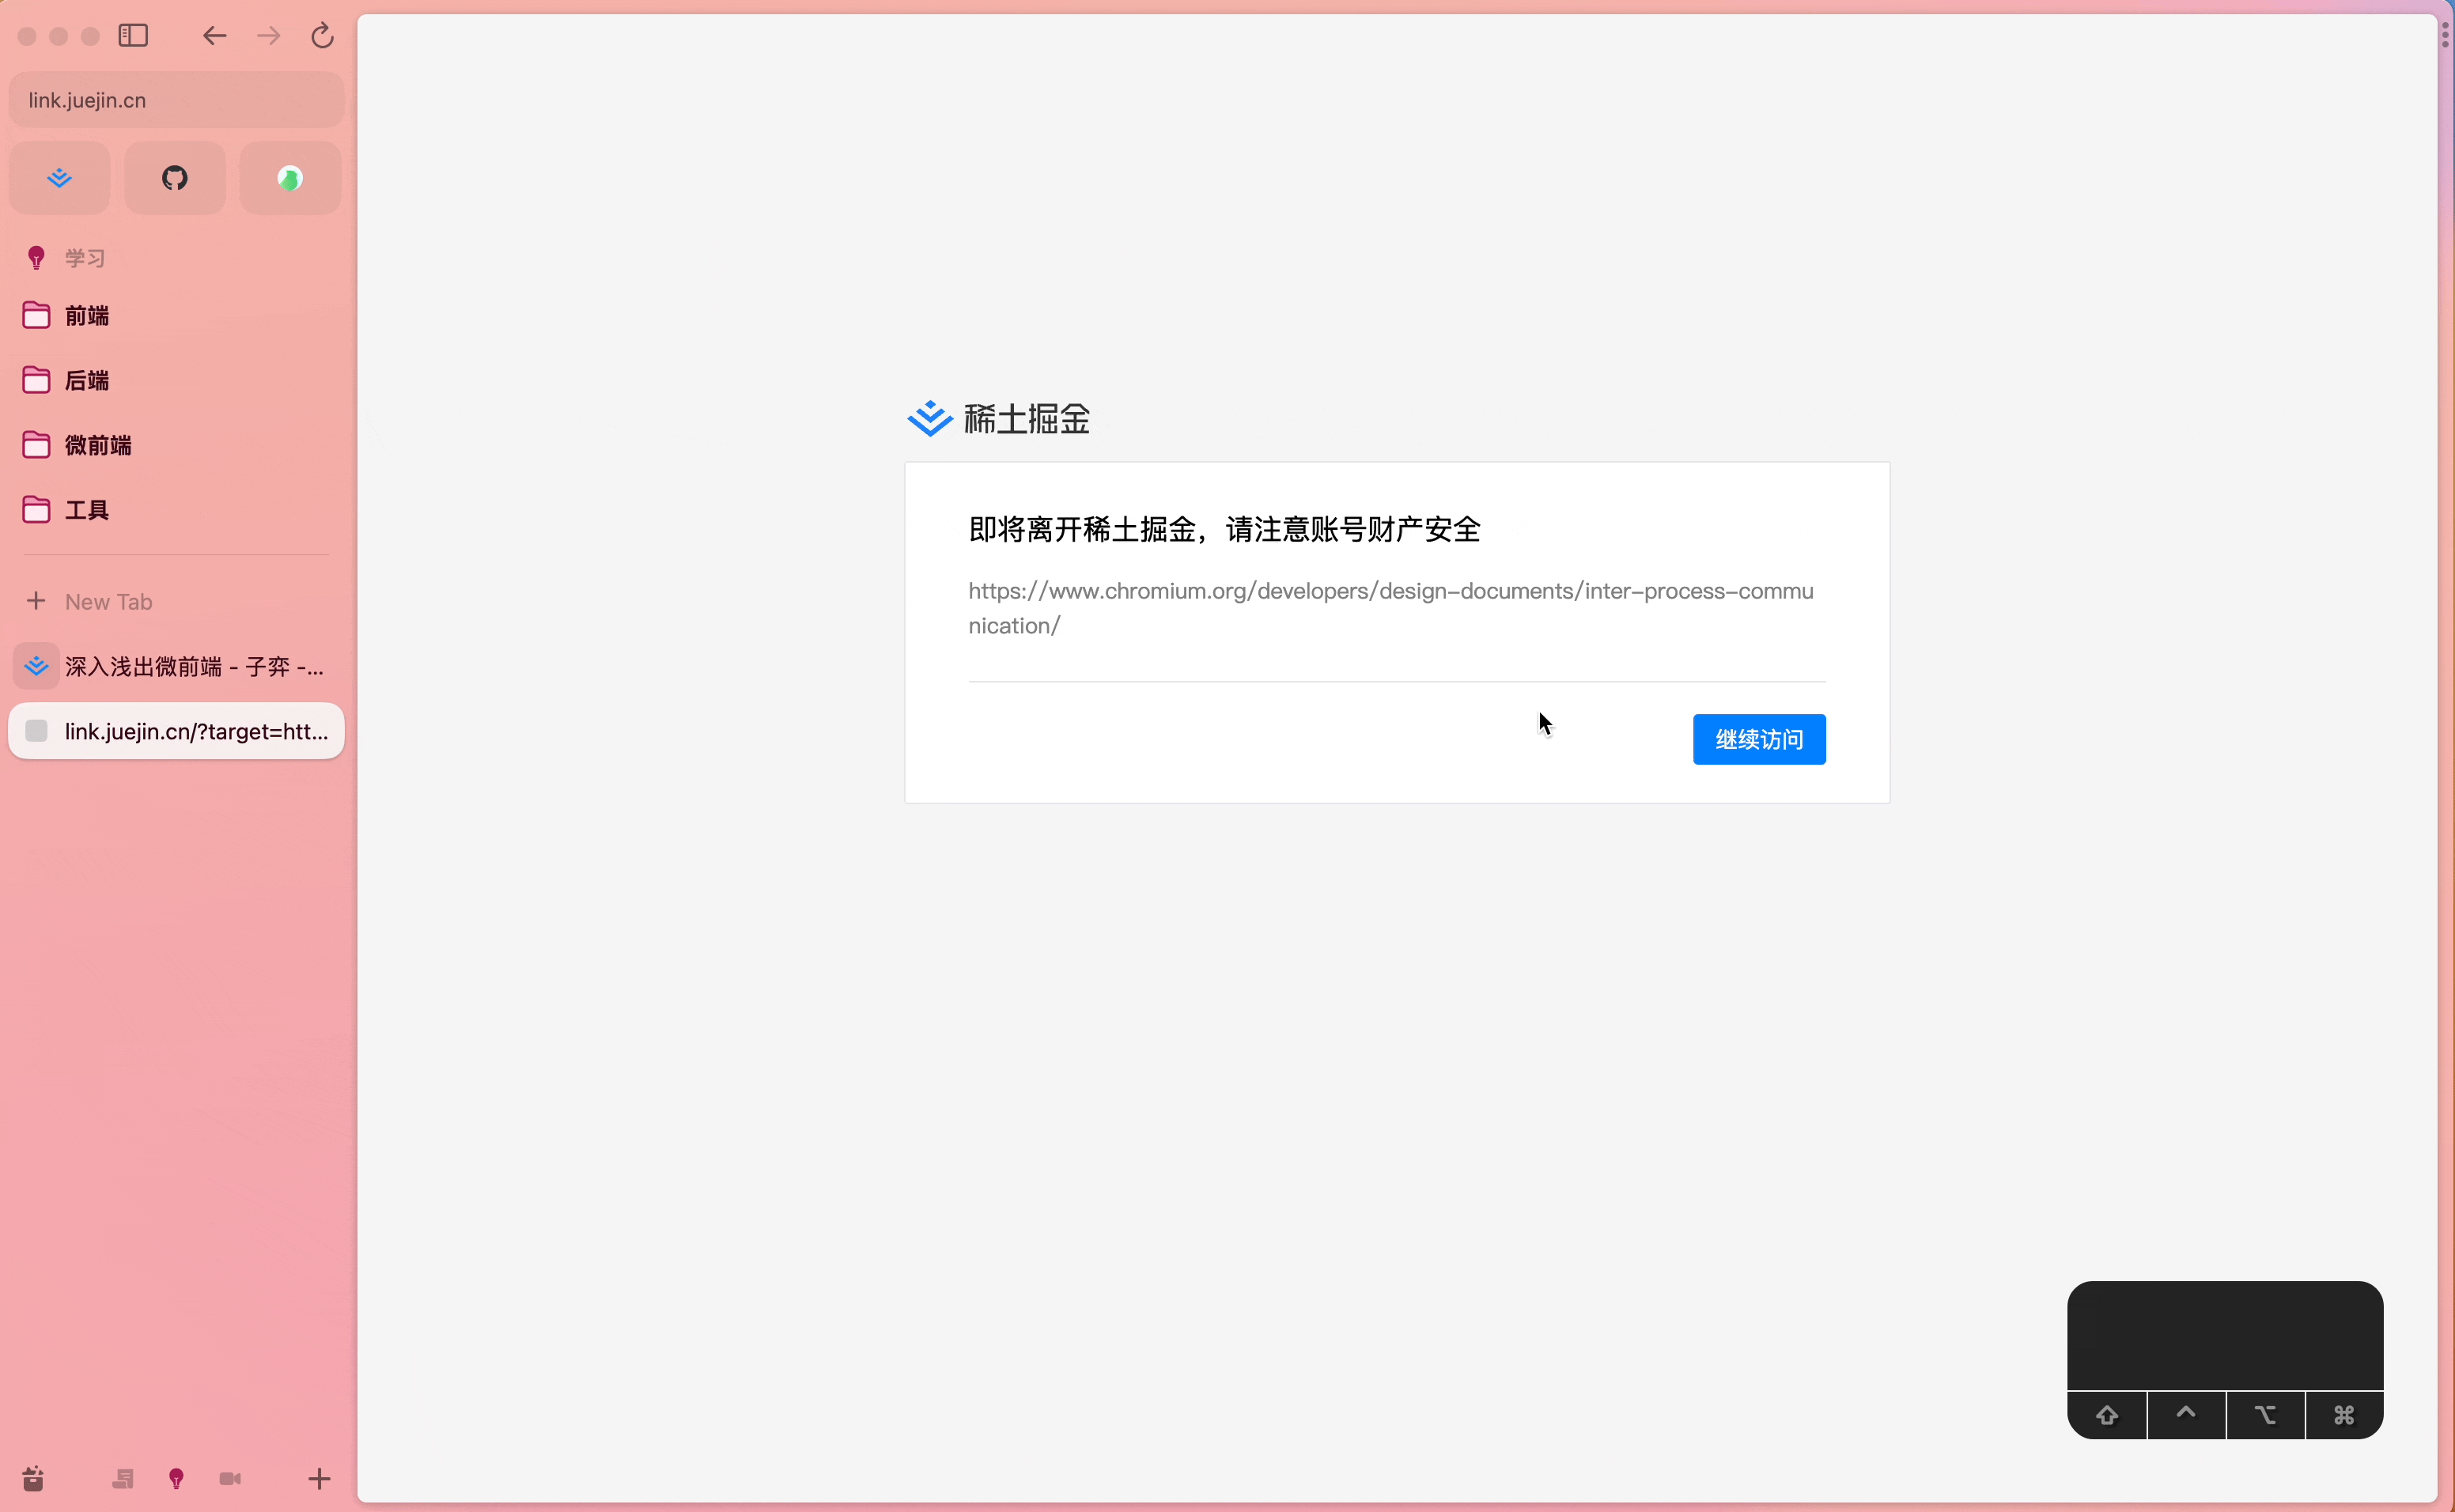 link.juejin.cn
学习
前端
后端
微前端
工具
New Tab
深入浅出微前端 - 子弈 -...
link.juejin.cn/?target=htt...
稀土掘金
即将离开稀土掘金，请注意账号财产安全
https://www.chromium.org/developers/design-documents/inter-process-commu
nication/
继续访问